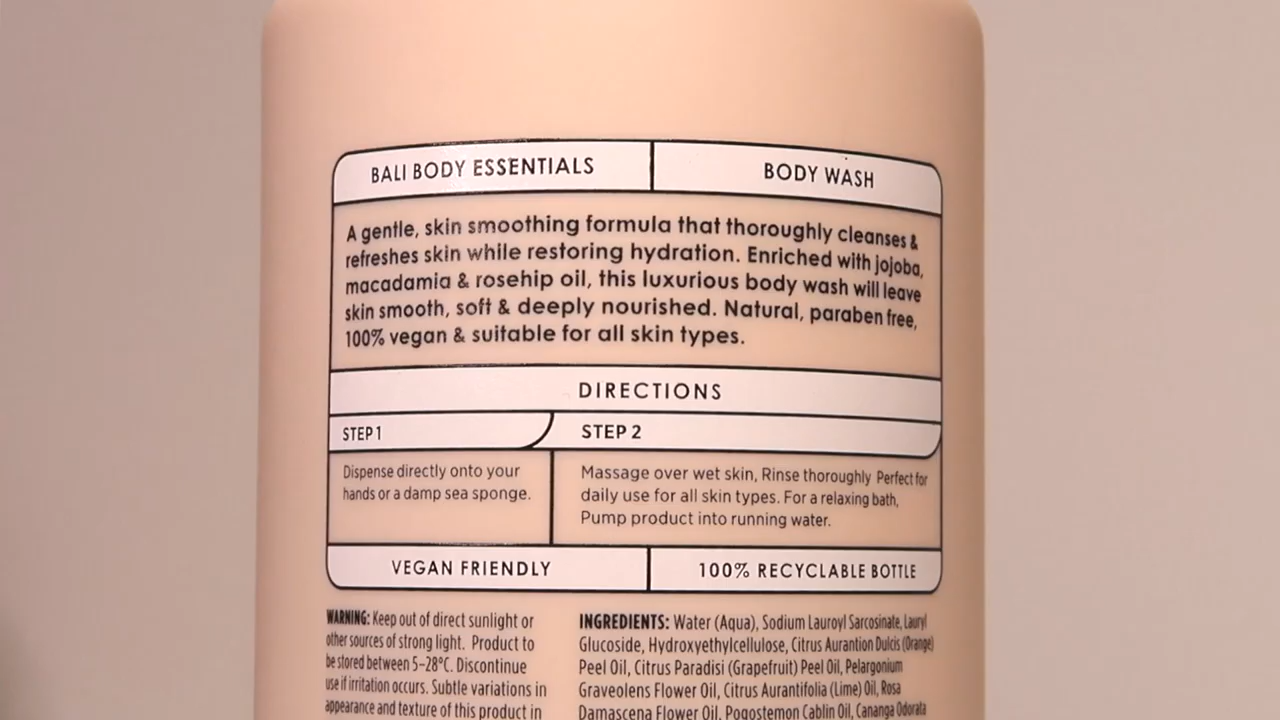 BALI BODY ESSENTIALS
BODY WASH
A gentle, skin smoothing formula that thoroughly cleanses &
refreshes skin while restoring hydration. Enriched with jojoba,
macadamia & rosehip oil, this luxurious body wash will leave
skin smooth, soft & deeply nourished. Natural, paraben free,
100% vegan & suitable for all skin types.
DIRECTIONS
STEP 1
Dispense directly onto your
hands or a damp sea sponge.
STEP 2
Massage over wet skin, Rinse thoroughly Perfect for
daily use for all skin types. For a relaxing bath,
Pump product into running water.
VEGAN FRIENDLY
100% RECYCLABLE BOTTLE
WARNING: Keep out of direct sunlight or
other sources of strong light. Product to
be stored between 5-28°C. Discontinue
use if irritation occurs. Subtle variations in
appearance and texture of this product in
INGREDIENTS: Water (Aqua), Sodium Lauroyl Sarcosinate, Lauryl
Glucoside, Hydroxyethylcellulose, Citrus Aurantion Dulcis (Orange)
Peel Oil, Citrus Paradisi (Grapefruit) Peel Oil, Pelargonium
Graveolens Flower Oil, Citrus Aurantifolia (Lime) Oil, Rosa
Damascena Flower Oil, Pogostemon Cablin Oil, Cananga Odorata